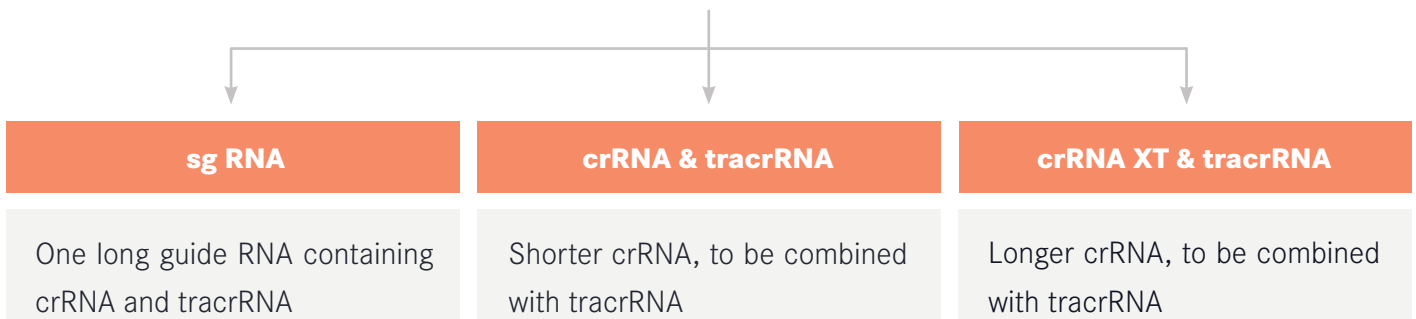 sg RNA
One long guide RNA containing
crRNA and tracrRNA
crRNA & tracrRNA
Shorter crRNA, to be combined
with tracrRNA
crRNA XT & tracrRNA
Longer crRNA, to be combined
with tracrRNA